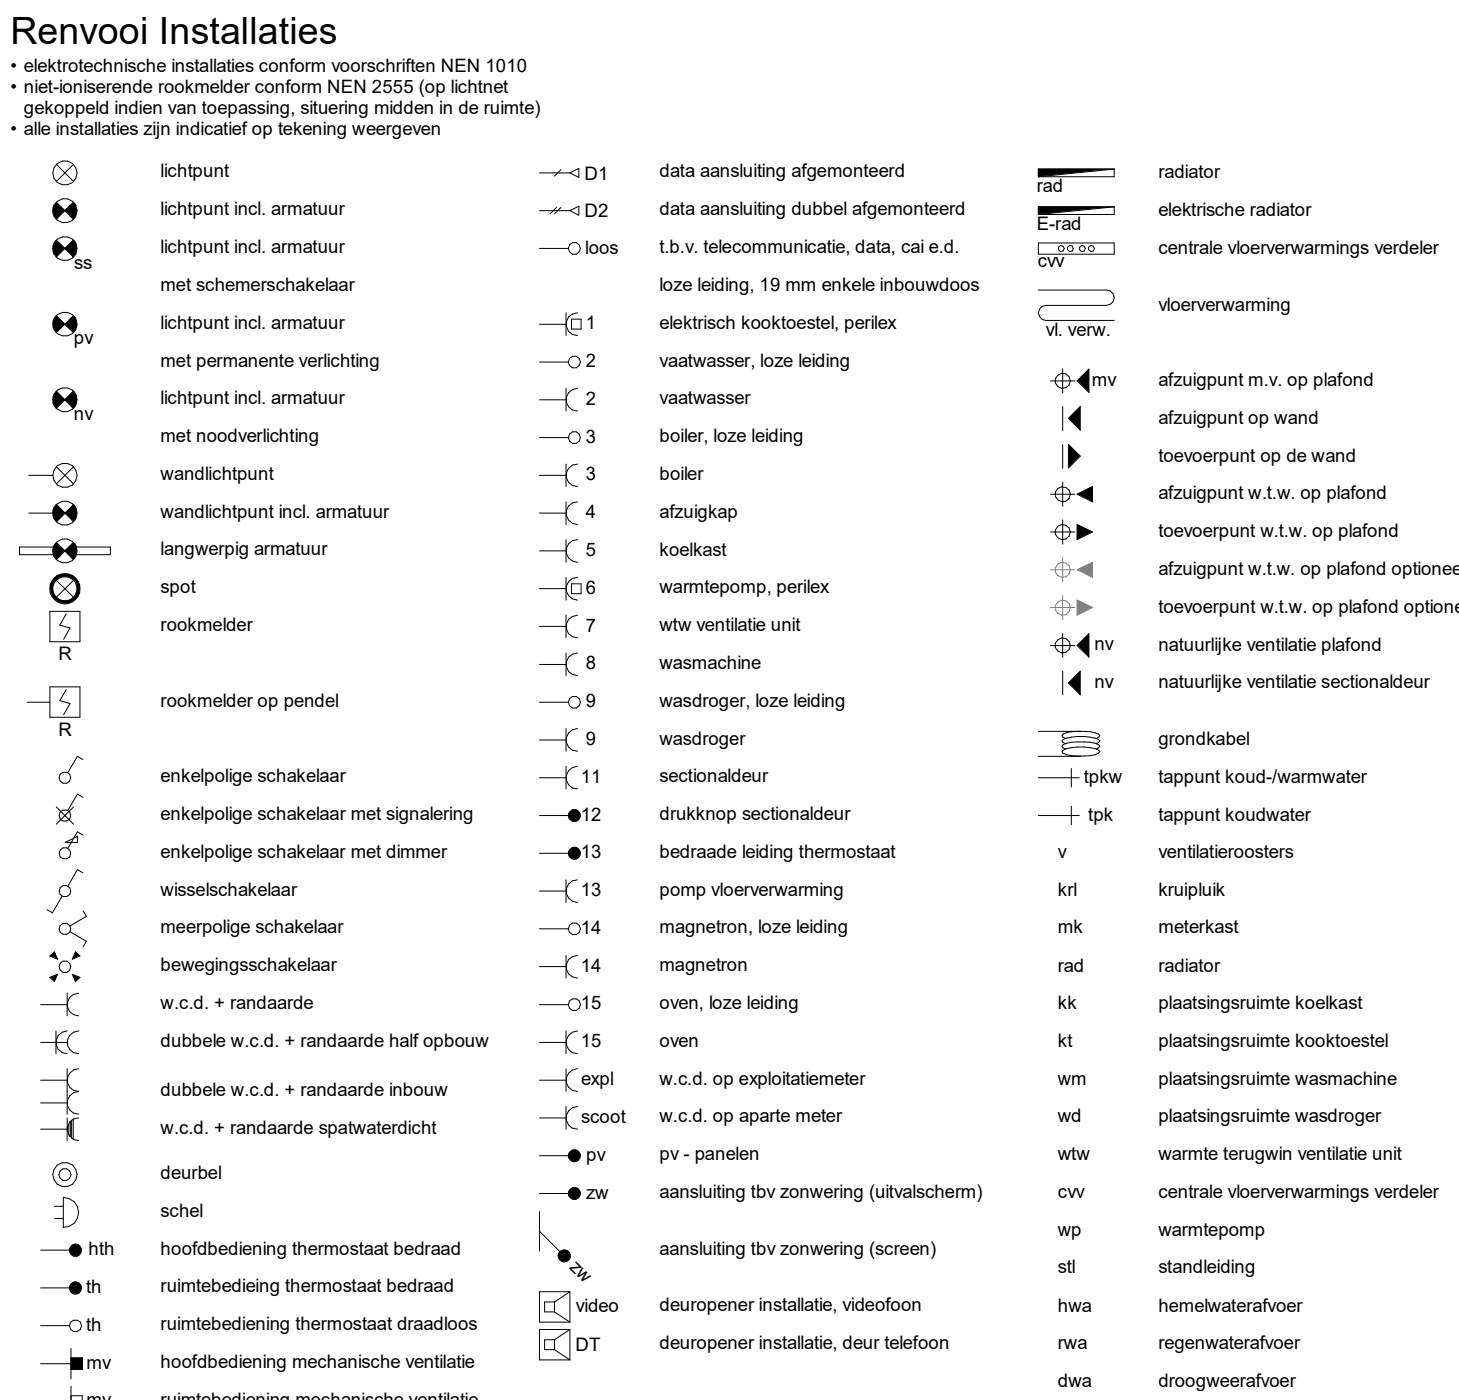 Renvooi Installaties
• elektrotechnische installaties conform voorschriften NEN 1010
• niet-ioniserende rookmelder conform NEN 2555 (op lichtnet
gekoppeld indien van toepassing, situering midden in de ruimte)
• alle installaties zijn indicatief op tekening weergeven
lichtpunt
lichtpunt incl. armatuur
ss lichtpunt incl. armatuur
met schemerschakelaar
pv lichtpunt incl. armatuur
met permanente verlichting
nv lichtpunt incl. armatuur
met noodverlichting
wandlichtpunt
wandlichtpunt incl. armatuur
langwerpig armatuur
spot
rookmelder
R
rookmelder op pendel
R
enkelpolige schakelaar
enkelpolige schakelaar met signalering
enkelpolige schakelaar met dimmer
wisselschakelaar
meerpolige schakelaar
bewegingsschakelaar
w.c.d. + randaarde
dubbele w.c.d. + randaarde half opbouw
dubbele w.c.d. + randaarde inbouw
w.c.d. + randaarde spatwaterdicht
deurbel
schel
hth hoofdbediening thermostaat bedraad
th ruimtebedieing thermostaat bedraad
th ruimtebediening thermostaat draadloos
mv hoofdbediening mechanische ventilatie
mv ruimtebediening mechanische ventilatie
D1 data aansluiting afgemonteerd
D2 data aansluiting dubbel afgemonteerd
loos t.b.v. telecommunicatie, data, cai e.d.
loze leiding, 19 mm enkele inbouwdoos
1 elektrisch kooktoestel, perilex
2 vaatwasser, loze leiding
2 vaatwasser
3 boiler, loze leiding
3 boiler
4 afzuigkap
5 koelkast
6 warmtepomp, perilex
7 wtw ventilatie unit
8 wasmachine
9 wasdroger, loze leiding
9 wasdroger
11 sectionaldeur
12 drukknop sectionaldeur
13 bedraade leiding thermostaat
13 pomp vloerverwarming
14 magnetron, loze leiding
14 magnetron
15 oven, loze leiding
15 oven
expl w.c.d. op exploitatiemeter
scoot w.c.d. op aparte meter
pv pv - panelen
zw aansluiting tbv zonwering (uitvalscherm)
zw aansluiting tbv zonwering (screen)
video deuropener installatie, videofoon
DT deuropener installatie, deur telefoon
rad radiator
E-rad elektrische radiator
cvv centrale vloerverwarmings verdeler
vloerverwarming
vl. verw.
mv afzuigpunt m.v. op plafond
afzuigpunt op wand
toevoerpunt op de wand
afzuigpunt w.t.w. op plafond
toevoerpunt w.t.w. op plafond
afzuigpunt w.t.w. op plafond optionee
toevoerpunt w.t.w. op plafond optione
nv natuurlijke ventilatie plafond
nv natuurlijke ventilatie sectionaldeur
grondkabel
tpkw tappunt koud-/warmwater
tpk tappunt koudwater
v ventilatieroosters
krl kruipluik
mk meterkast
rad radiator
kk plaatsingsruimte koelkast
kt plaatsingsruimte kooktoestel
wm plaatsingsruimte wasmachine
wd plaatsingsruimte wasdroger
wtw warmte terugwin ventilatie unit
cvv centrale vloerverwarmings verdeler
wp warmtepomp
stl standleiding
hwa hemelwaterafvoer
rwa regenwaterafvoer
dwa droogweerafvoer